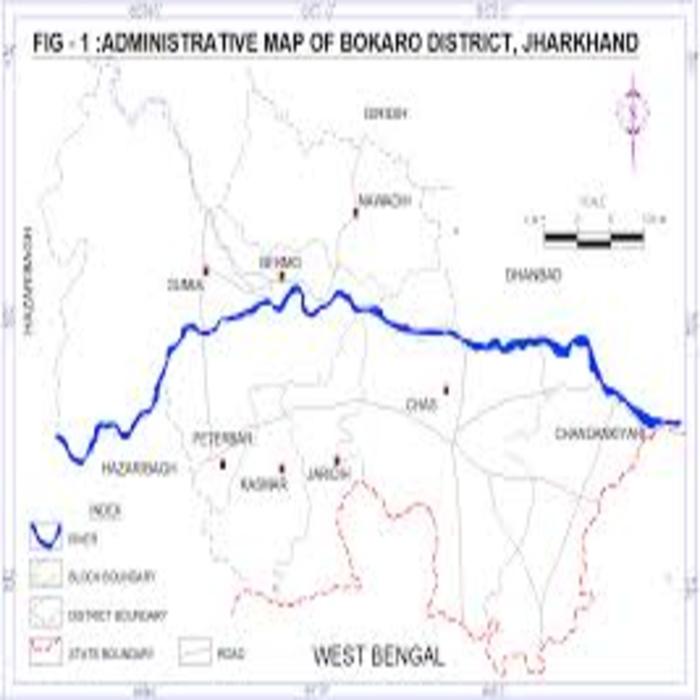 FIG - 1 :ADMINISTRATIVE MAP OF BOKARO DISTRICT, JHARKHAND
GIRIDIH
NAWADIH
SCALE
BERMO
GUMIA
DHANBAD
HAZARIBAGH
CHAS
CHANDANKIYARI
PETERBAR
HAZARIBAGH
KASMAR
JARIDIH
INDEX
RIVER
BLOCK BOUNDARY
DISTRICT BOUNDARY
STATE BOUNDARY
ROAD
WEST BENGAL